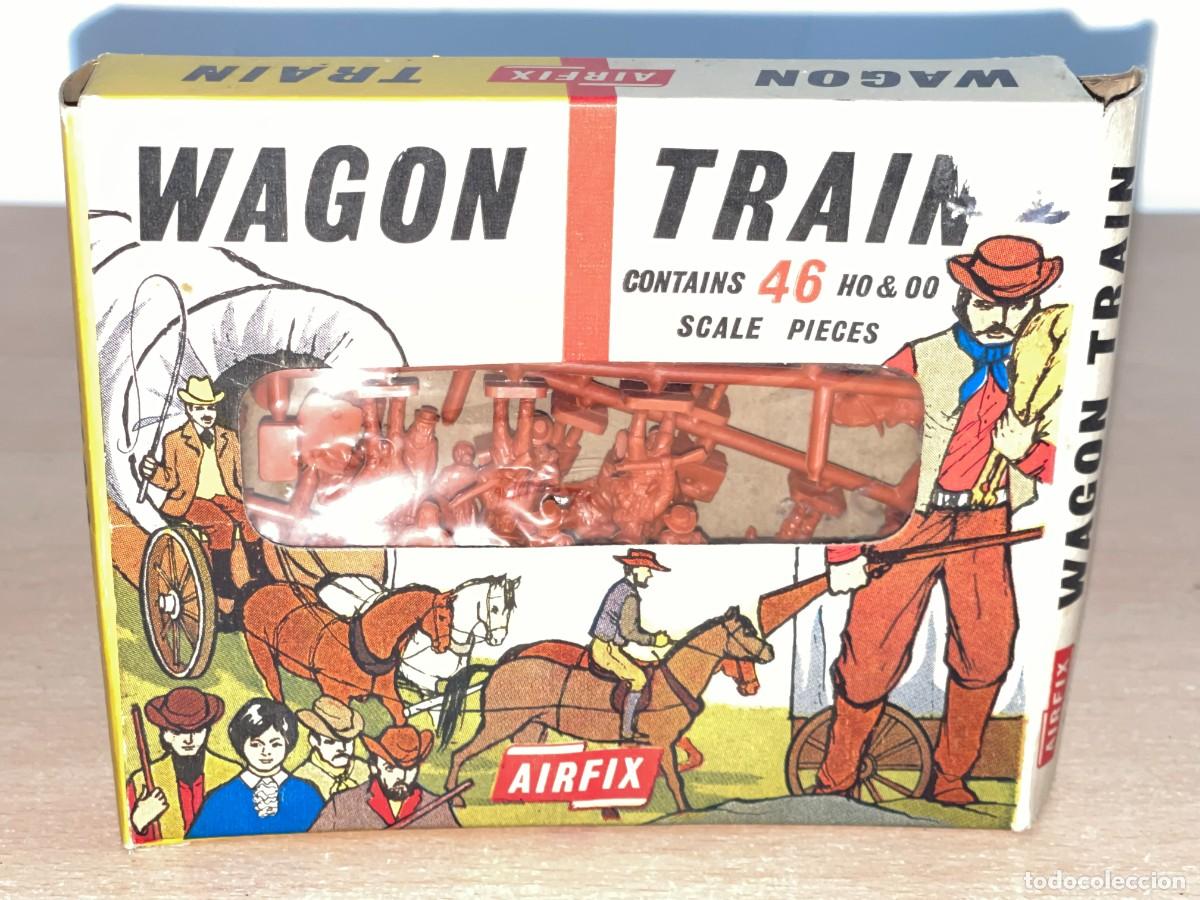 WAGON AIRFIX TRAIN
WAGON TRAIN
CONTAINS 46 HO & OO
SCALE PIECES
AIRFIX
WAGON TRAIN
AIRFIX
todocoleccion